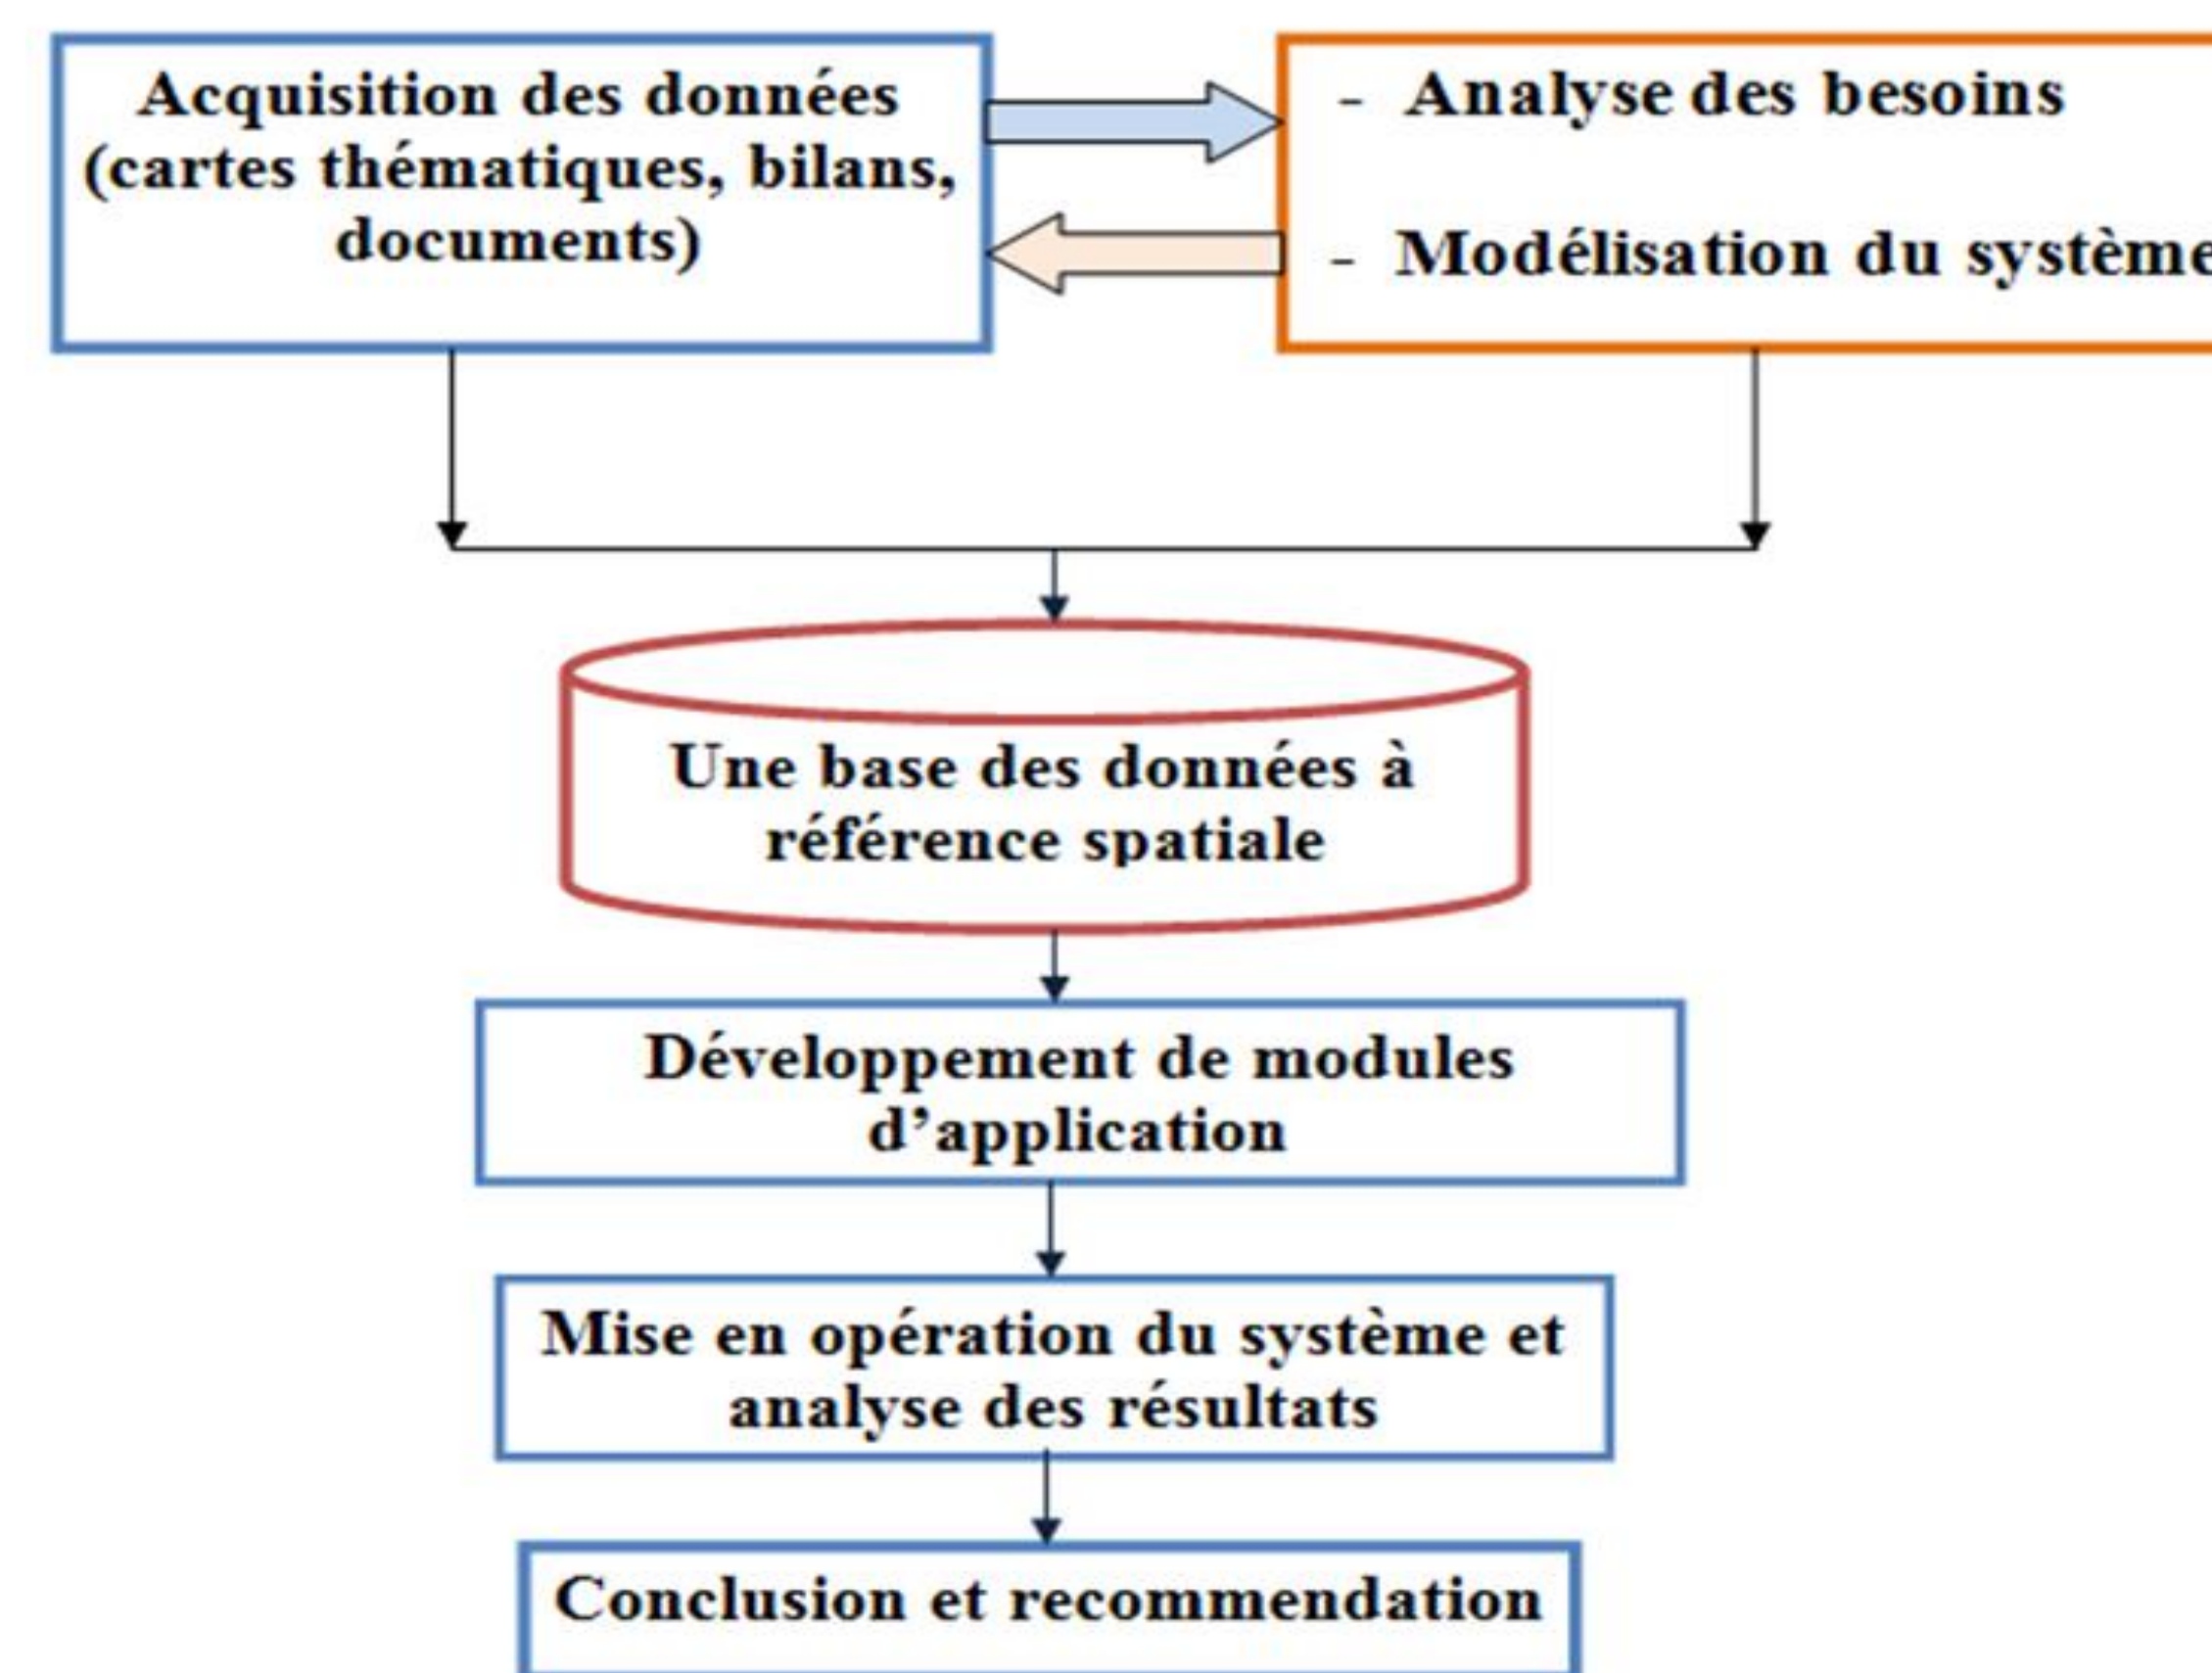 Acquisition des données
(cartes thématiques, bilans,
documents)
- Analyse des besoins
- Modélisation du système
Une base des données à
référence spatiale
Développement de modules
d’application
Mise en opération du système et
analyse des résultats
Conclusion et recommendation